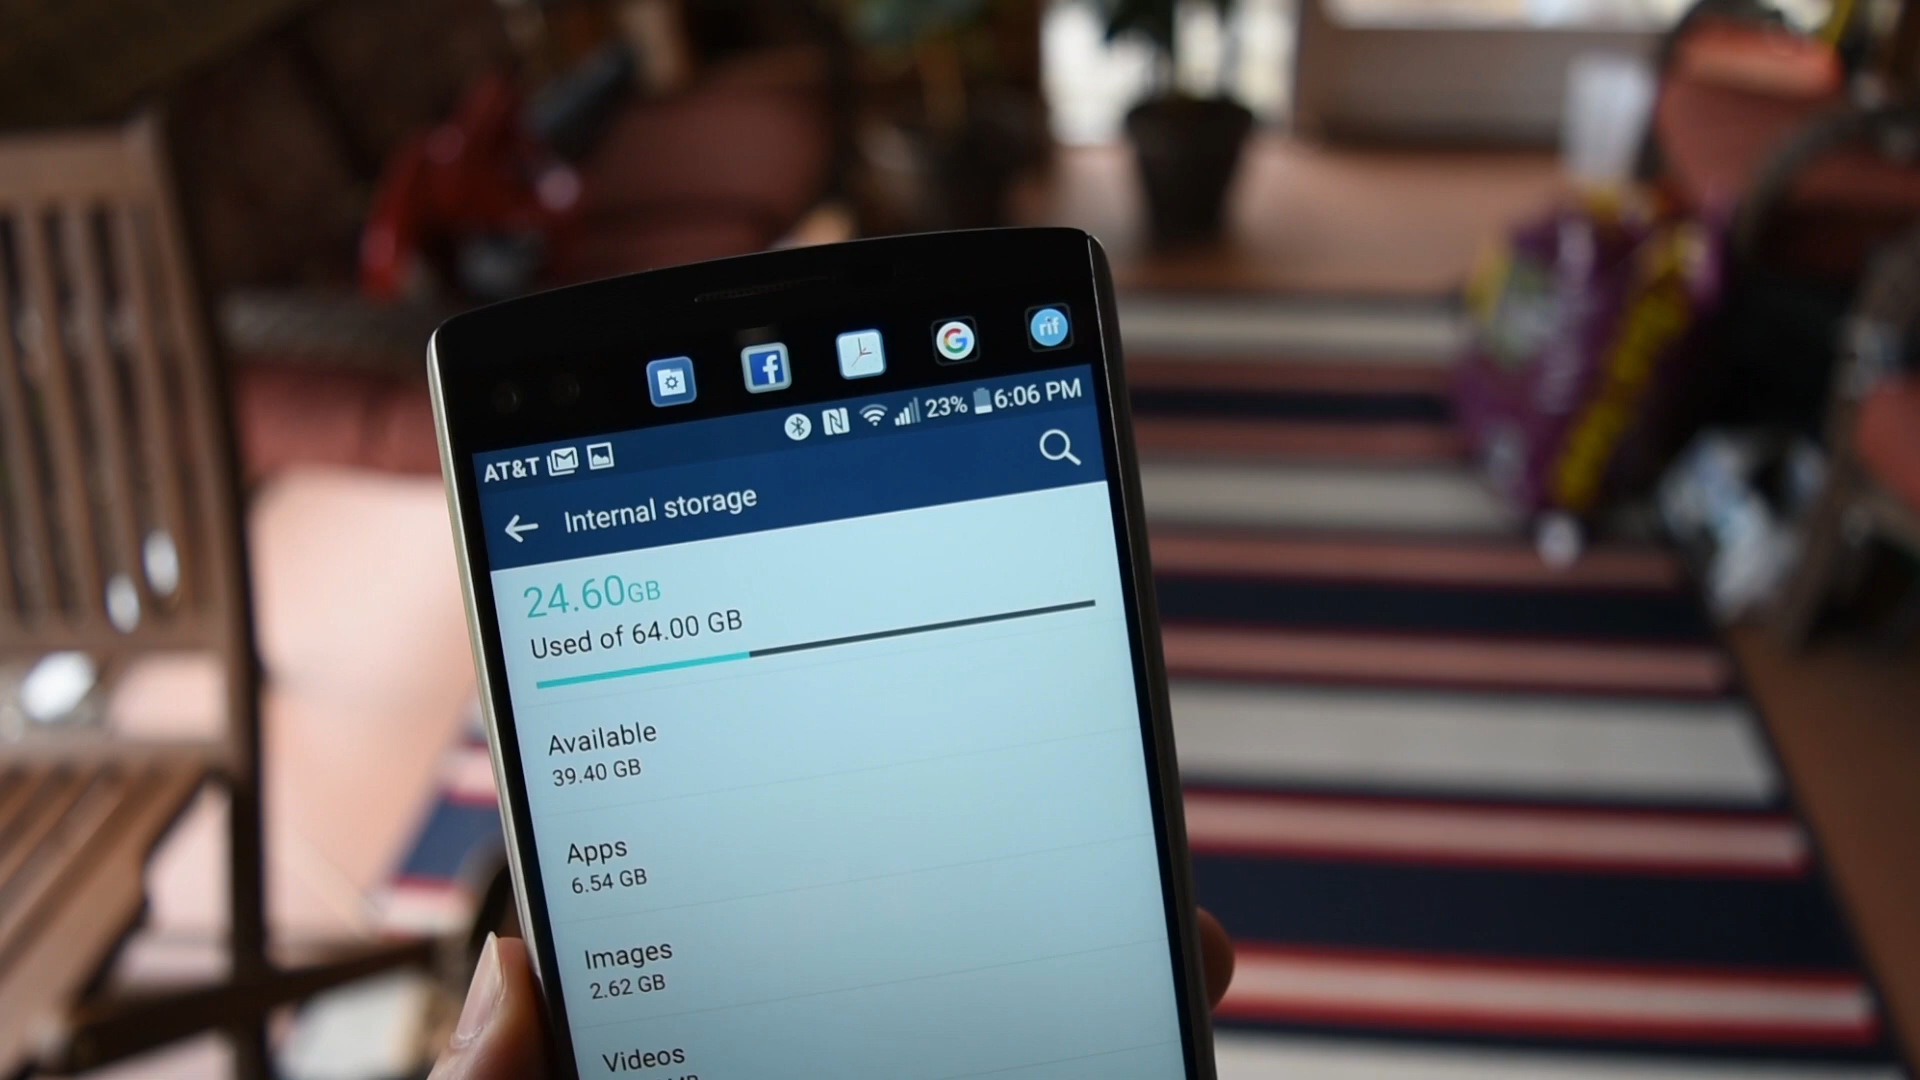 rif
AT&T 23% 6:06 PM
Internal storage
24.60GB
Used of 64.00 GB
Available
39.40 GB
Apps
6.54 GB
Images
2.62 GB
Videos